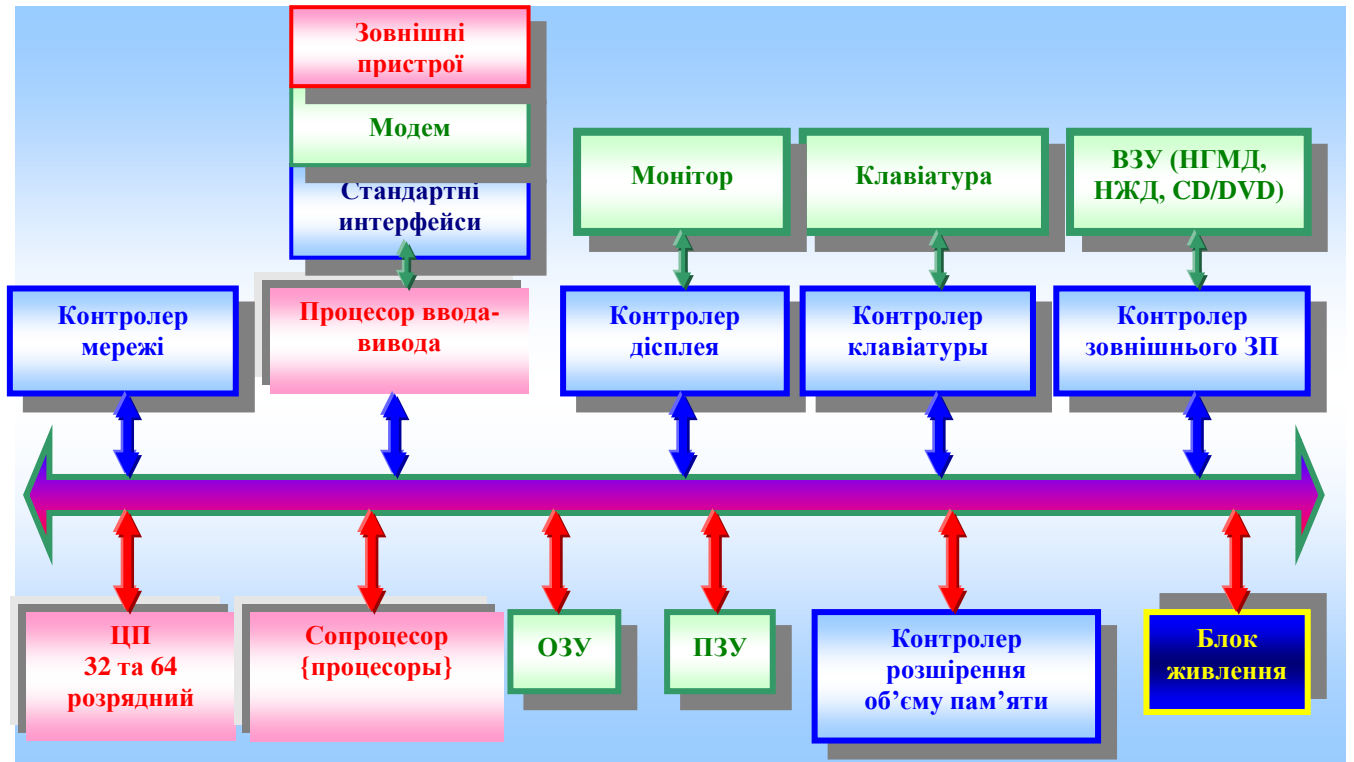 Зовнішні
пристрої
Модем
Стандартні
интерфейси
Монітор
Клавіатура
ВЗУ (НГМД,
НЖД, CD/DVD)
Контролер
мережі
Процесор ввода-
вивода
Контролер
дісплея
Контролер
клавіатуры
Контролер
зовнішнього ЗП
ЦП
32 та 64
розрядний
Сопроцесор
{процесоры}
ОЗУ
ПЗУ
Контролер
розширення
об’єму пам’яти
Блок
живлення